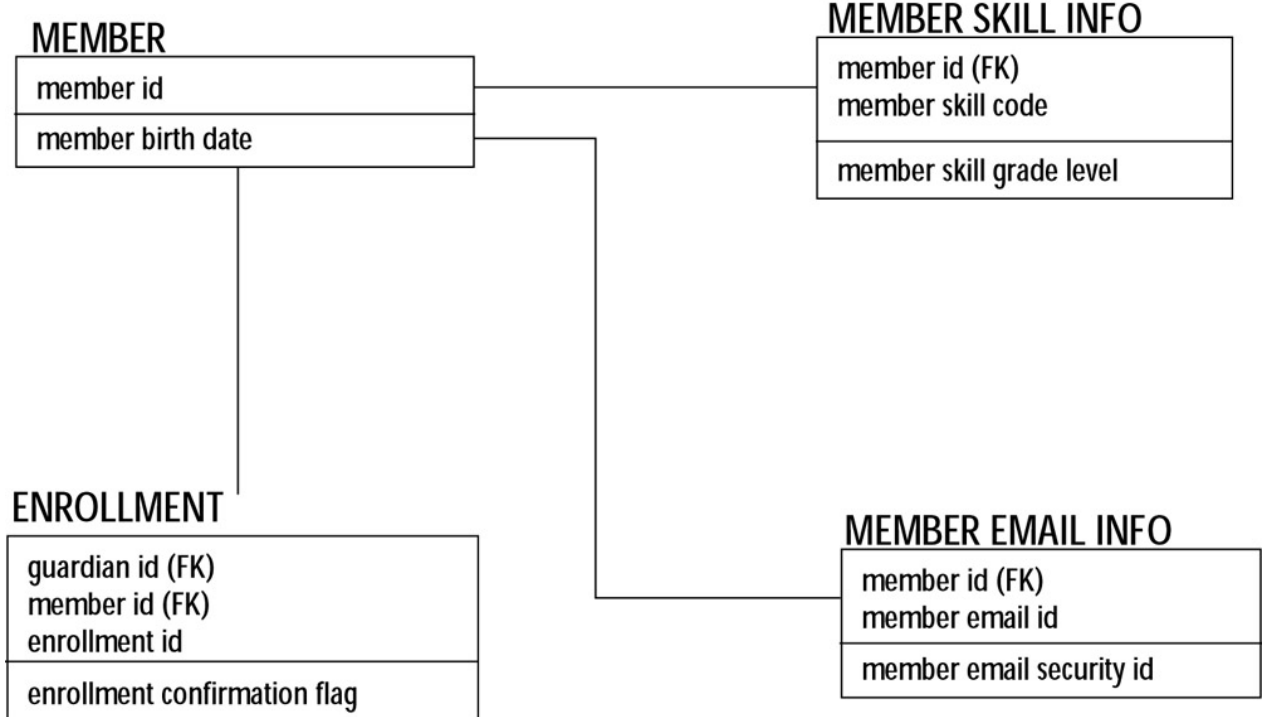 MEMBER
member id
member birth date
MEMBER SKILL INFO
member id (FK)
member skill code
member skill grade level
ENROLLMENT
guardian id (FK)
member id (FK)
enrollment id
enrollment confirmation flag
MEMBER EMAIL INFO
member id (FK)
member email id
member email security id